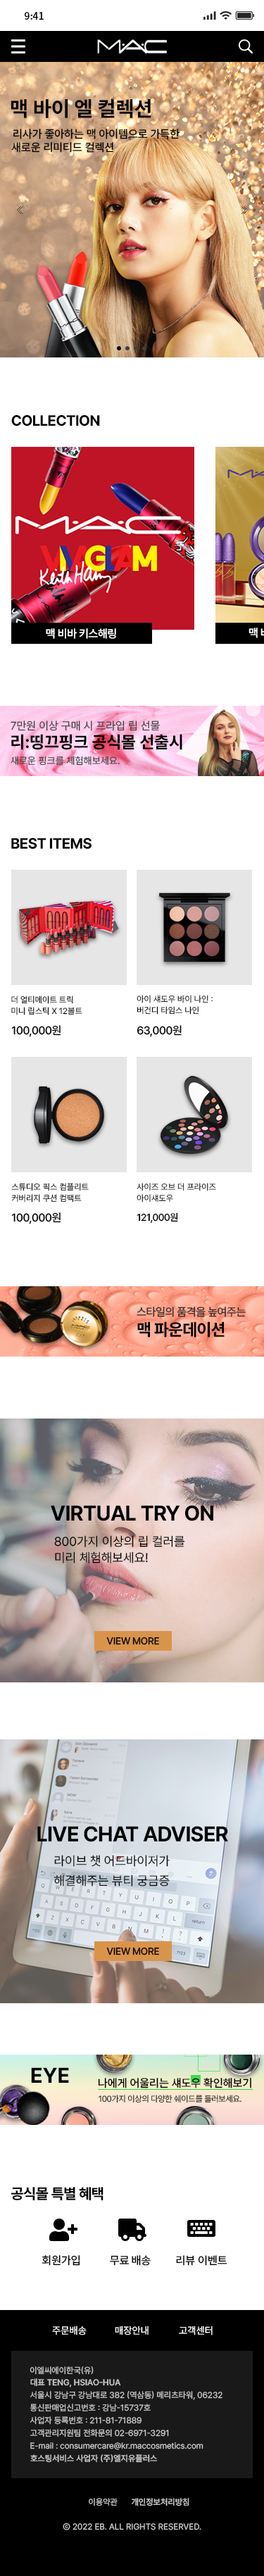 9:41
MAC
맥 바이 엘 컬렉션
리사가 좋아하는 맥 아이템으로 가득한
새로운 리미티드 컬렉션
COLLECTION
MAC
VIVA GLAM
Keith Haring
맥 비바 키스해링
BEST ITEMS
7만원 이상 구매 시 프라임 립 선물
리:띵끄핑크 공식몰 선출시
새로운 핑크를 체험해보세요.
더 얼티메이트 트릭
미니 립스틱 X 12볼트
100,000원
아이 섀도우 바이 나인 :
버건디 타임스 나인
63,000원
스튜디오 픽스 컴플리트
커버리지 쿠션 컴팩트
100,000원
사이즈 오브 더 프라이즈
아이섀도우
121,000원
스타일의 품격을 높여주는
맥 파운데이션
VIRTUAL TRY ON
800가지 이상의 립 컬러를
미리 체험해보세요!
VIEW MORE
LIVE CHAT ADVISER
라이브 챗 어드바이저가
해결해주는 뷰티 궁금증
VIEW MORE
EYE
나에게 어울리는 섀도우 확인해보기
100가지 이상의 다양한 쉐이드를 둘러보세요.
공식몰 특별 혜택
회원가입
무료 배송
리뷰 이벤트
주문배송
매장안내
고객센터
이엘씨에이한국(유)
대표 TENG, HSIAO-HUA
서울시 강남구 강남대로 382 (역삼동) 메리츠타워, 06232
통신판매업신고번호 : 강남-15737호
사업자 등록번호 : 211-81-71889
고객관리지원팀 전화문의 02-6971-3291
E-mail : consumercare@kr.maccosmetics.com
호스팅서비스 사업자 (주)엘지유플러스
이용약관
개인정보처리방침
© 2022 EB. ALL RIGHTS RESERVED.